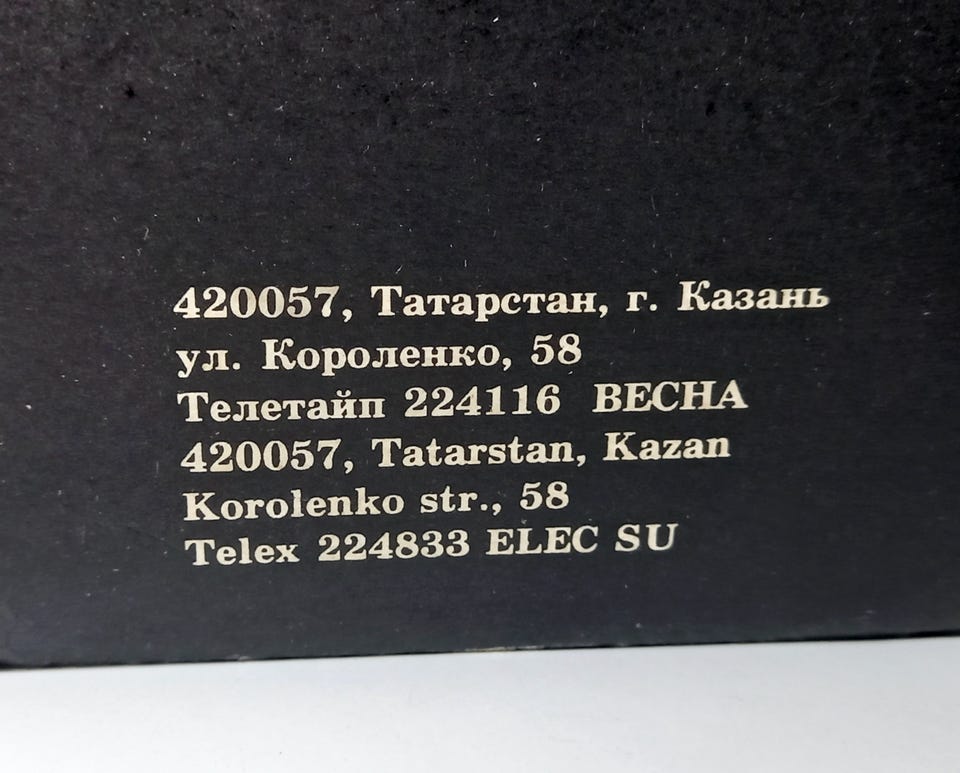 420057, Татарстан, г. Казань
ул. Короленко, 58
Телетайп 224116 ВЕСНА
420057, Tatarstan, Kazan
Korolenko str., 58
Telex 224833 ELEC SU